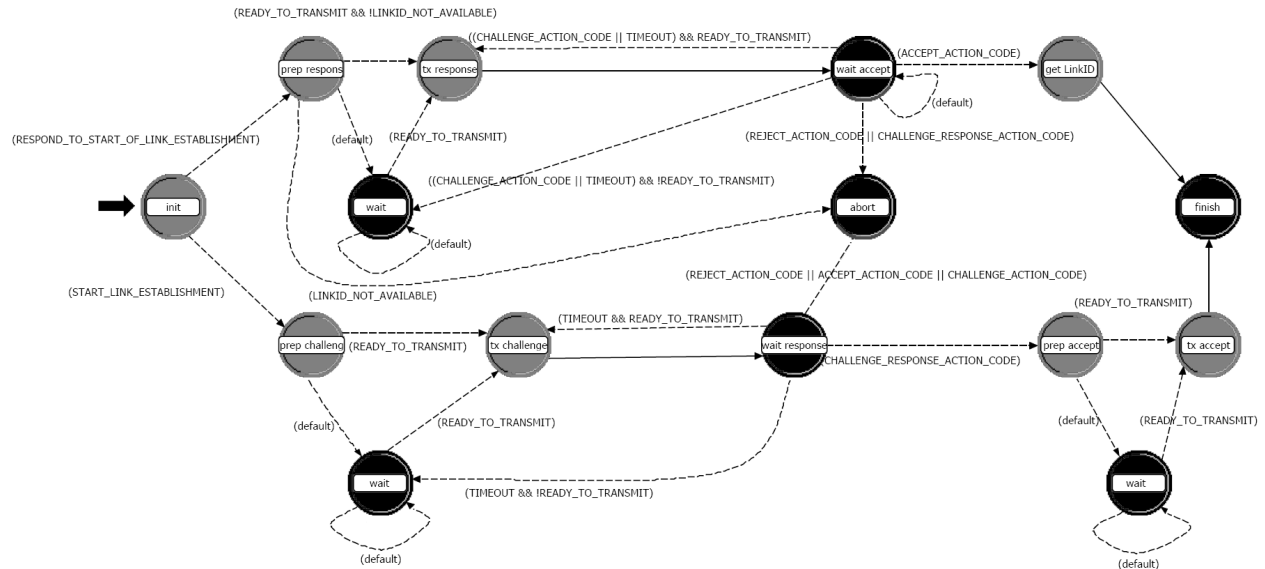 (READY_TO_TRANSMIT && !LINKID_NOT_AVAILABLE)
((CHALLENGE_ACTION_CODE || TIMEOUT) && READY_TO_TRANSMIT)
(ACCEPT_ACTION_CODE)
prep respons
tx response
wait accept
get LinkID
(default)
(RESPOND_TO_START_OF_LINK_ESTABLISHMENT)
(default)
(READY_TO_TRANSMIT)
(REJECT_ACTION_CODE || CHALLENGE_RESPONSE_ACTION_CODE)
((CHALLENGE_ACTION_CODE || TIMEOUT) && !READY_TO_TRANSMIT)
init
wait
abort
finish
(default)
(REJECT_ACTION_CODE || ACCEPT_ACTION_CODE || CHALLENGE_ACTION_CODE)
(START_LINK_ESTABLISHMENT)
(LINKID_NOT_AVAILABLE)
(READY_TO_TRANSMIT)
(TIMEOUT && READY_TO_TRANSMIT)
prep challeng
(READY_TO_TRANSMIT)
tx challenge
wait response
prep accept
tx accept
(CHALLENGE_RESPONSE_ACTION_CODE)
(default)
(READY_TO_TRANSMIT)
(default)
(READY_TO_TRANSMIT)
wait
(TIMEOUT && !READY_TO_TRANSMIT)
wait
(default)
(default)